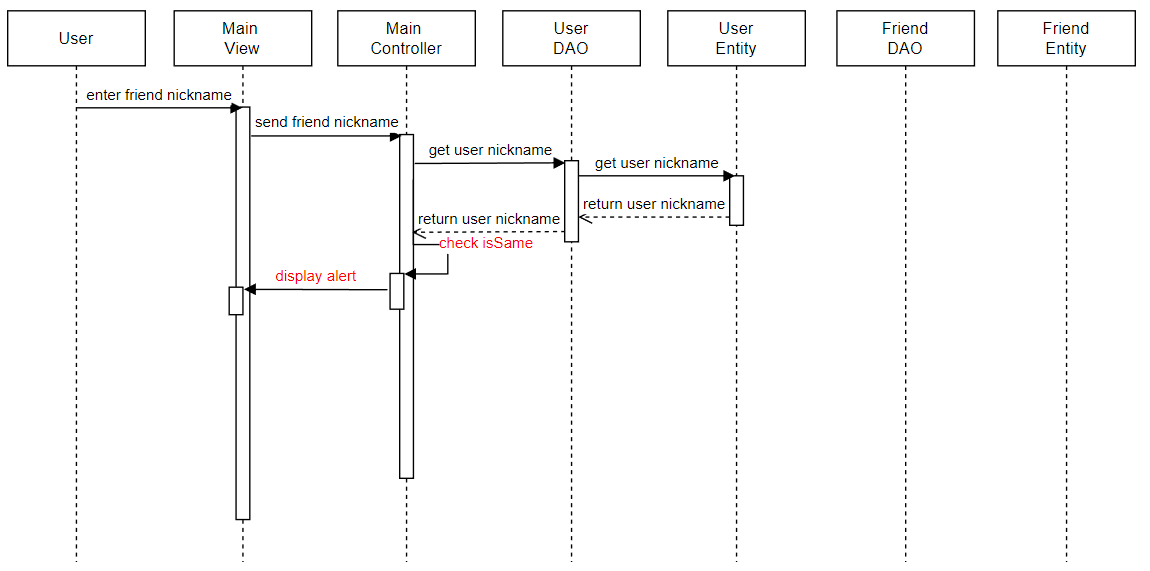 User
Main
View
Main
Controller
User
DAO
User
Entity
Friend
DAO
Friend
Entity
enter friend nickname
send friend nickname
get user nickname
get user nickname
return user nickname
return user nickname
check isSame
display alert